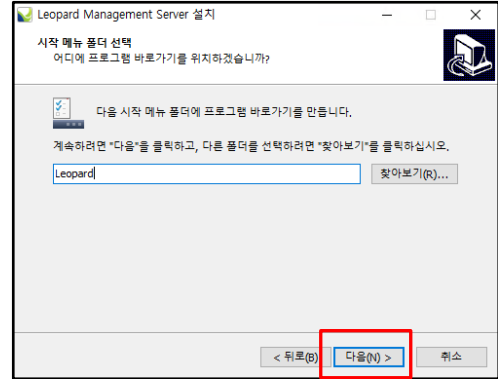 Leopard Management Server 설치
시작 메뉴 폴더 선택
어디에 프로그램 바로가기를 위치하겠습니까?
다음 시작 메뉴 폴더에 프로그램 바로가기를 만듭니다.
계속하려면 "다음"을 클릭하고, 다른 폴더를 선택하려면 "찾아보기"를 클릭하십시오.
Leopard
찾아보기(R)...
< 뒤로(B)
다음(N) >
취소